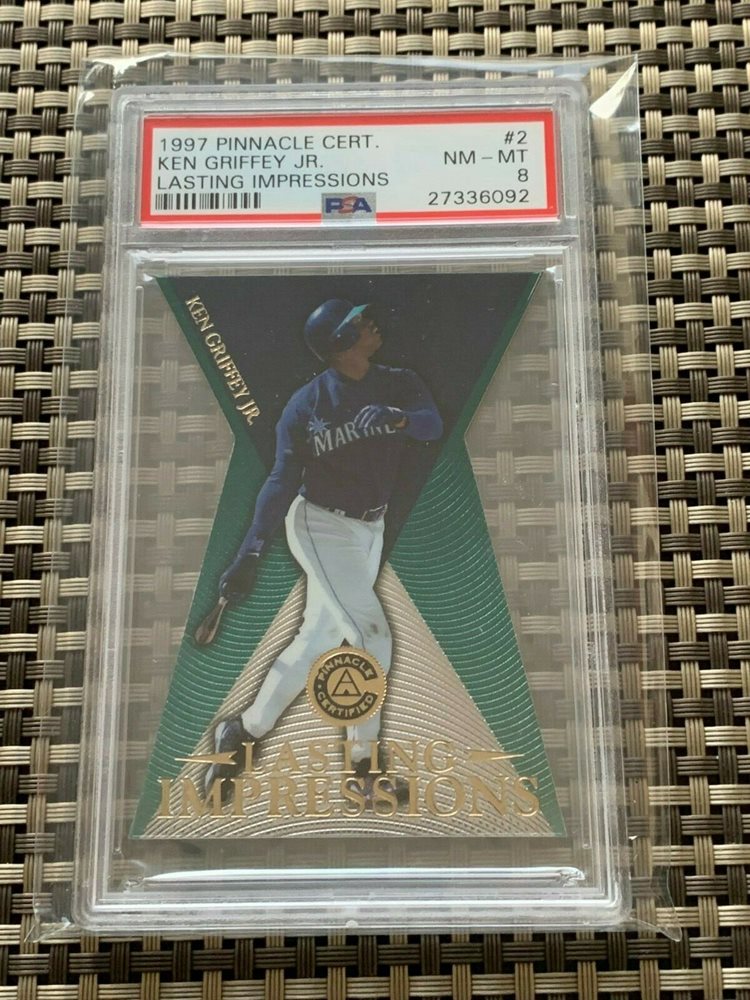 1997 PINNACLE CERT. #2
KEN GRIFFEY JR. NM – MT
LASTING IMPRESSIONS 8
PSA 27336092
KEN GRIFFEY JR.
MARINE
PINNACLE
CERTIFIED
LASTING
IMPRESSIONS